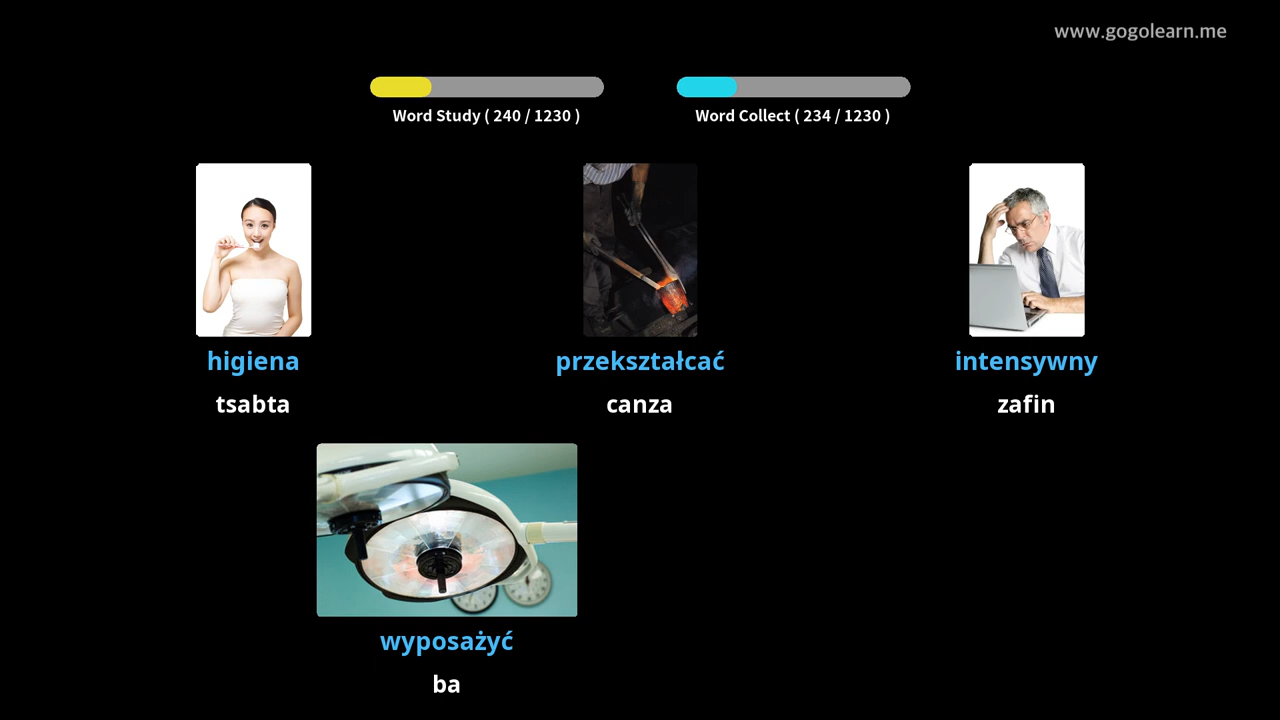 www.gogolearn.me
Word Study ( 240 / 1230 )
Word Collect ( 234 / 1230 )
higiena
tsabta
przekształcać
canza
intensywny
zafin
wyposażyć
ba